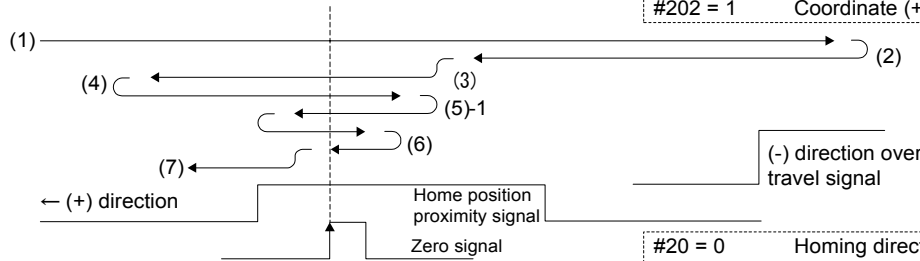 #202 = 1 Coordinate (+
(1)
(2)
(3)
(4)
(5)-1
(6)
(7)
(-) direction over
travel signal
← (+) direction
Home position
proximity signal
Zero signal
#20 = 0 Homing direct